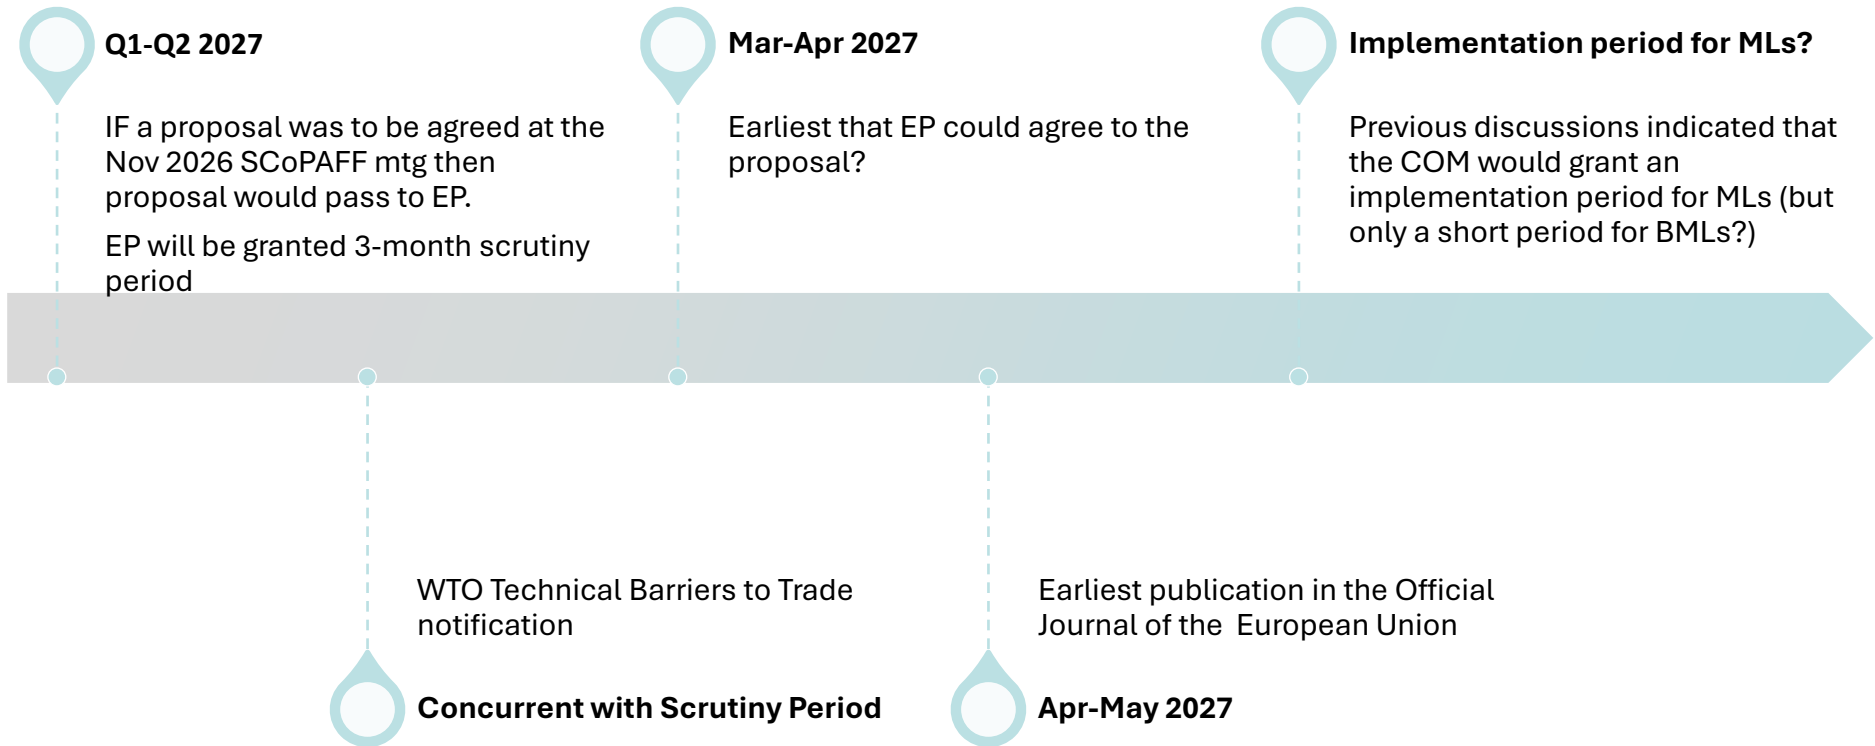 Q1-Q2 2027
IF a proposal was to be agreed at the
Nov 2026 SCoPAFF mtg then
proposal would pass to EP.
EP will be granted 3-month scrutiny
period
Mar-Apr 2027
Earliest that EP could agree to the
proposal?
Implementation period for MLs?
Previous discussions indicated that
the COM would grant an
implementation period for MLs (but
only a short period for BMLs?)
WTO Technical Barriers to Trade
notification
Concurrent with Scrutiny Period
Earliest publication in the Official
Journal of the  European Union
Apr-May 2027